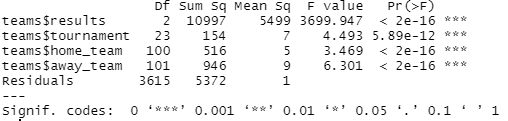 Df Sum Sq Mean Sq F value Pr(>F)
teams$results 2 10997 5499 3699.947 < 2e-16 ***
teams$tournament 23 154 7 4.493 5.89e-12 ***
teams$home_team 100 516 5 3.469 < 2e-16 ***
teams$away_team 101 946 9 6.301 < 2e-16 ***
Residuals 3615 5372 1
---
Signif. codes: 0 ‘***’ 0.001 ‘**’ 0.01 ‘*’ 0.05 ‘.’ 0.1 ‘ ’ 1